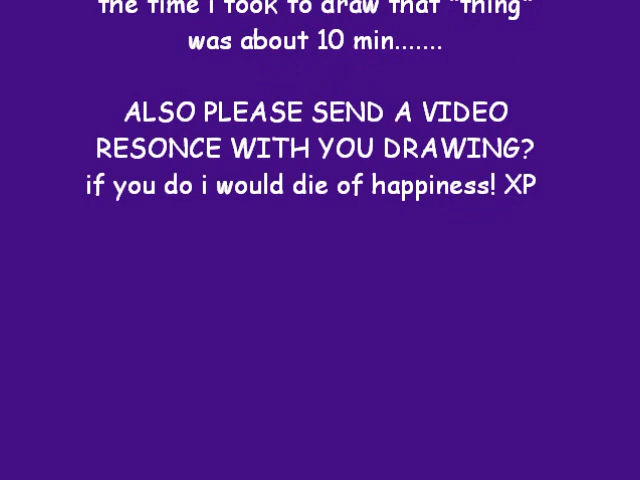 the time i took to draw that "thing"
was about 10 min.......
ALSO PLEASE SEND A VIDEO
RESONCE WITH YOU DRAWING?
if you do i would die of happiness! XP